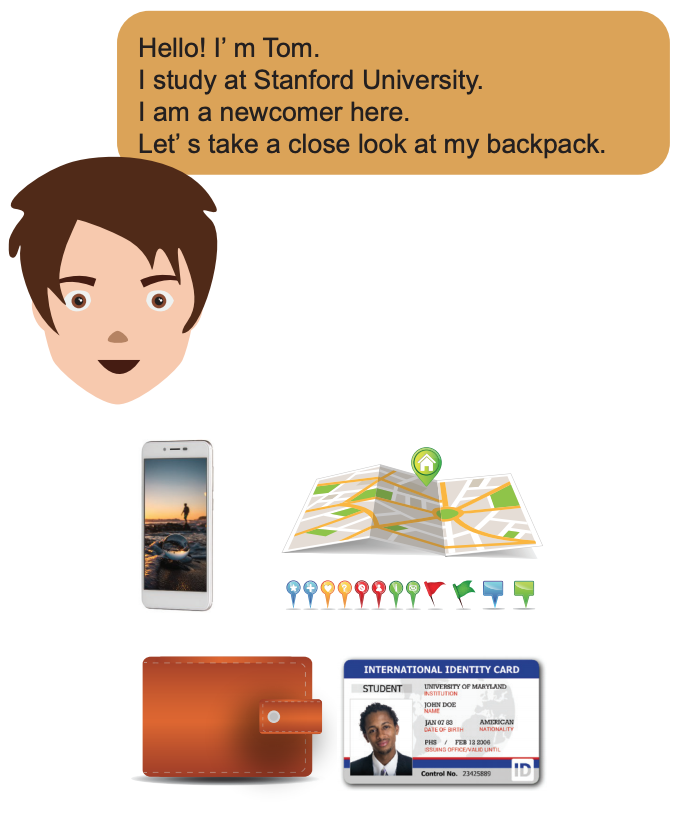 Hello! I’ m Tom.
I study at Stanford University.
I am a newcomer here.
Let’ s take a close look at my backpack.
INTERNATIONAL IDENTITY CARD
STUDENT
UNIVERSITY OF MARYLAND
INSTITUTION
JOHN DOE
NAME
JAN 07 83 AMERICAN
DATE OF BIRTH NATIONALITY
PHS / FEB 12 2006
ISSUING OFFICE/VALID UNTIL
Control No. 23425889
ID